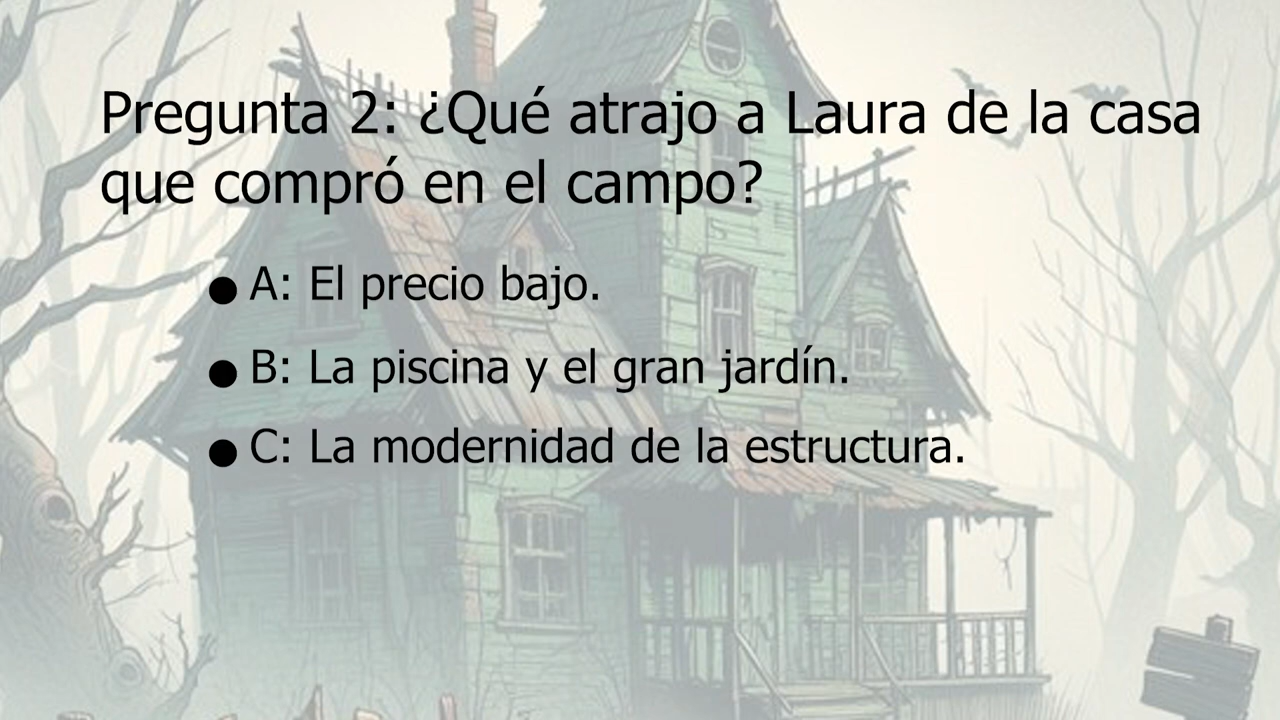 Pregunta 2: ¿Qué atrajo a Laura de la casa
que compró en el campo?
● A: El precio bajo.
● B: La piscina y el gran jardín.
● C: La modernidad de la estructura.